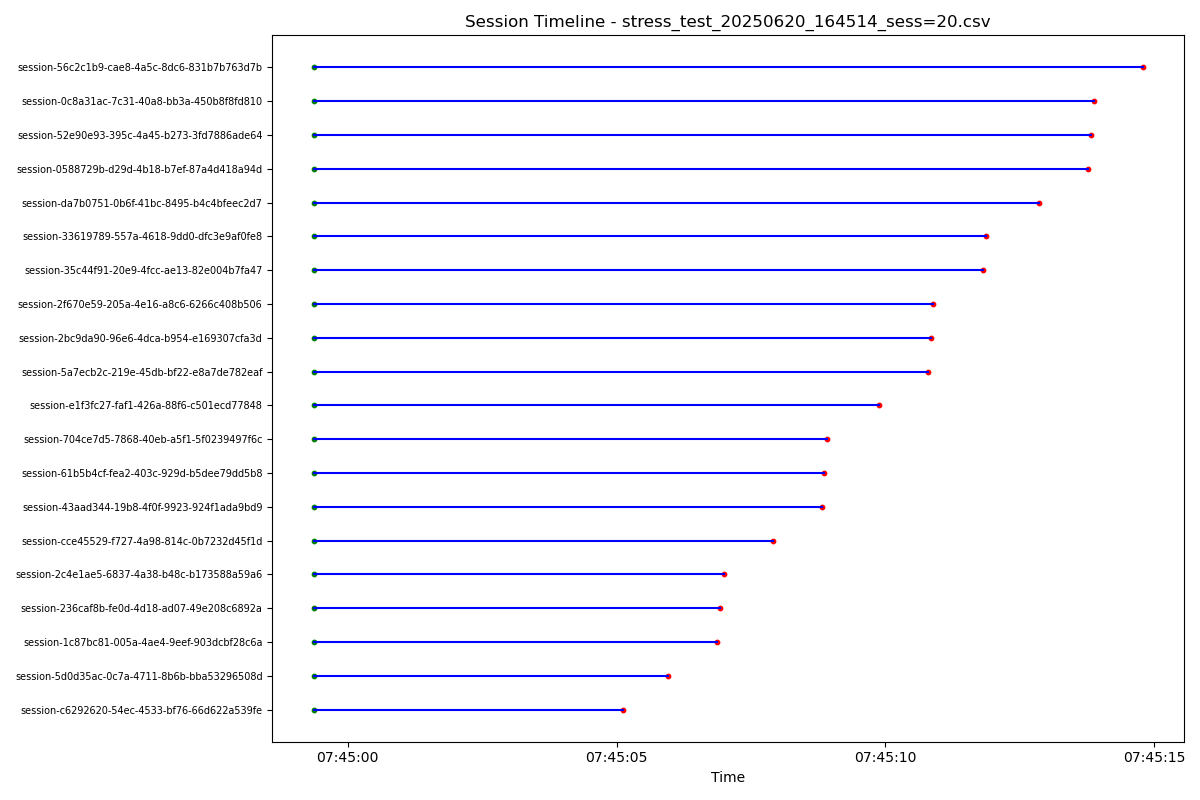 Session Timeline - stress_test_20250620_164514_sess=20.csv
session-56c2c1b9-cae8-4a5c-8dc6-831b7b763d7b
session-0c8a31ac-7c31-40a8-bb3a-450b8f8fd810
session-52e90e93-395c-4a45-b273-3fd7886ade64
session-0588729b-d29d-4b18-b7ef-87a4d418a94d
session-da7b0751-0b6f-41bc-8495-b4c4bfeec2d7
session-33619789-557a-4618-9dd0-dfc3e9af0fe8
session-35c44f91-20e9-4fcc-ae13-82e004b7fa47
session-2f670e59-205a-4e16-a8c6-6266c408b506
session-2bc9da90-96e6-4dca-b954-e169307cfa3d
session-5a7ecb2c-219e-45db-bf22-e8a7de782eaf
session-e1f3fc27-faf1-426a-88f6-c501ecd77848
session-704ce7d5-7868-40eb-a5f1-5f0239497f6c
session-61b5b4cf-fea2-403c-929d-b5dee79dd5b8
session-43aad344-19b8-4f0f-9923-924f1ada9bd9
session-cce45529-f727-4a98-814c-0b7232d45f1d
session-2c4e1ae5-6837-4a38-b48c-b173588a59a6
session-236caf8b-fe0d-4d18-ad07-49e208c6892a
session-1c87bc81-005a-4ae4-9eef-903dcbf28c6a
session-5d0d35ac-0c7a-4711-8b6b-bba53296508d
session-c6292620-54ec-4533-bf76-66d622a539fe
07:45:00 07:45:05 07:45:10 07:45:15
Time